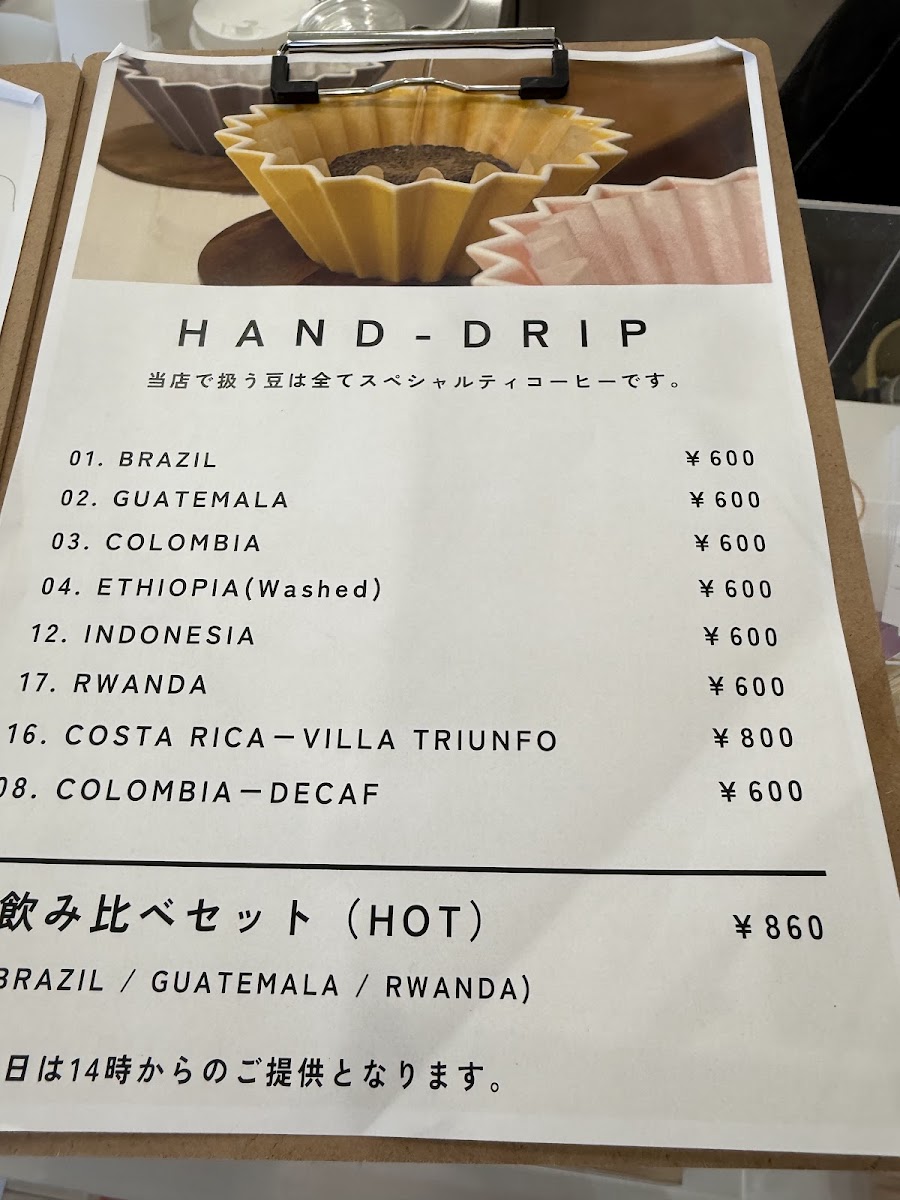 HAND-DRIP
当店で扱う豆は全てスペシャルティコーヒーです。
01. BRAZIL ¥600
02. GUATEMALA ¥600
03. COLOMBIA ¥600
04. ETHIOPIA(Washed) ¥600
12. INDONESIA ¥600
17. RWANDA ¥600
16. COSTA RICA－VILLA TRIUNFO ¥800
08. COLOMBIA－DECAF ¥600
飲み比べセット（HOT） ¥860
BRAZIL / GUATEMALA / RWANDA)
日は14時からのご提供となります。